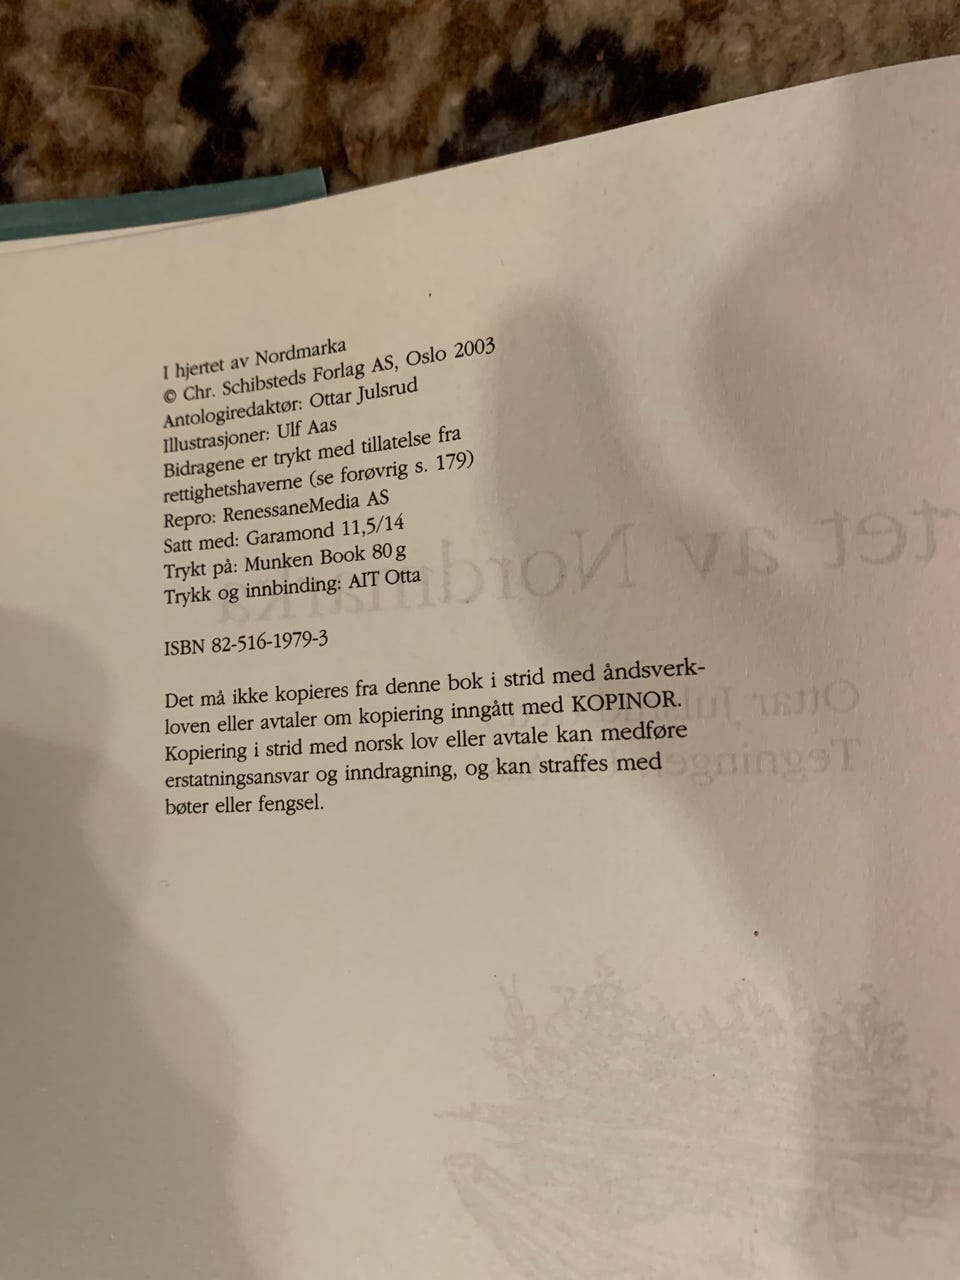 I hjertet av Nordmarka
© Chr. Schibsteds Forlag AS, Oslo 2003
Antologiredaktør: Ottar Julsrud
Illustrasjoner: Ulf Aas
Bidragene er trykt med tillatelse fra
rettighetshaverne (se forøvrig s. 179)
Repro: RenessaneMedia AS
Satt med: Garamond 11,5/14
Trykt på: Munken Book 80 g
Trykk og innbinding: AIT Otta
ISBN 82-516-1979-3
Det må ikke kopieres fra denne bok i strid med åndsverk-
loven eller avtaler om kopiering inngått med KOPINOR.
Kopiering i strid med norsk lov eller avtale kan medføre
erstatningsansvar og inndragning, og kan straffes med
bøter eller fengsel.